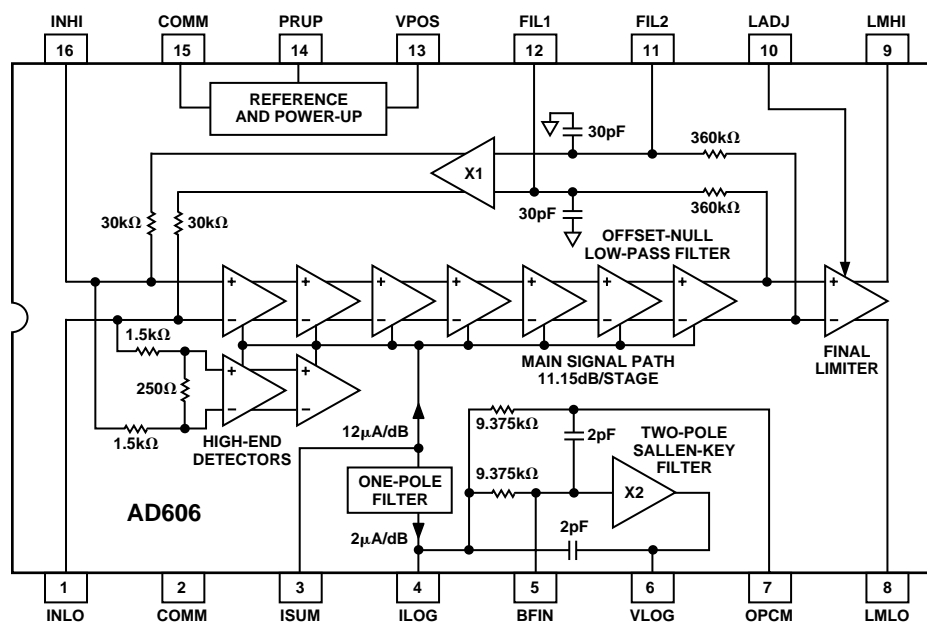 INHI COMM PRUP VPOS FIL1 FIL2 LADJ LMHI
16 15 14 13 12 11 10 9
REFERENCE
AND POWER-UP
30pF
360kΩ
X1
30kΩ
30kΩ
30pF
360kΩ
OFFSET-NULL
LOW-PASS FILTER
+ + + + + + + +
– – – – – – – –
1.5kΩ
MAIN SIGNAL PATH
11.15dB/STAGE
FINAL
LIMITER
+ +
250Ω
– –
1.5kΩ
HIGH-END
DETECTORS
12µA/dB
9.375kΩ
2pF
TWO-POLE
SALLEN-KEY
FILTER
ONE-POLE
FILTER
9.375kΩ
X2
AD606
2µA/dB
2pF
1 2 3 4 5 6 7 8
INLO COMM ISUM ILOG BFIN VLOG OPCM LMLO